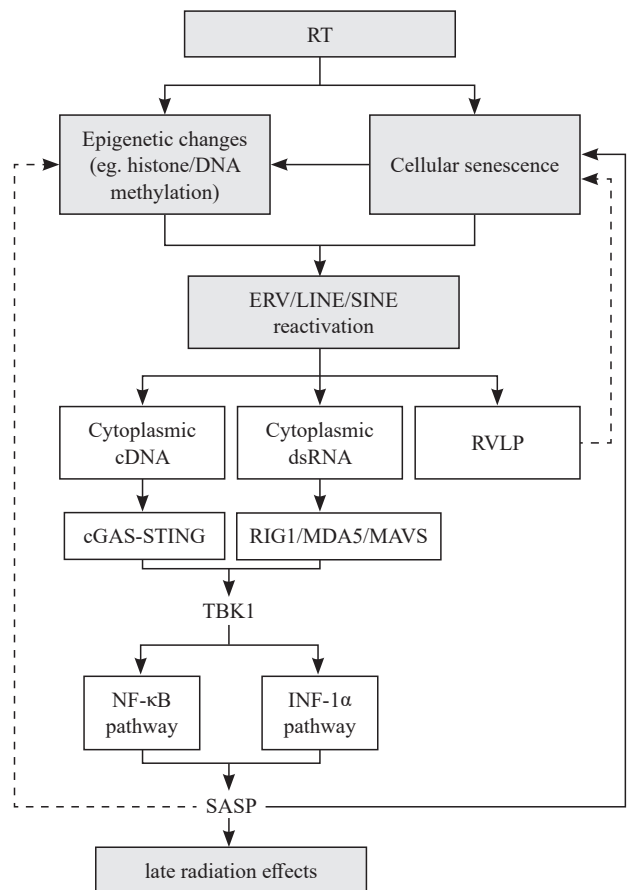 RT
Epigenetic changes
(eg. histone/DNA
methylation)
Cellular senescence
ERV/LINE/SINE
reactivation
Cytoplasmic
cDNA
Cytoplasmic
dsRNA
RVLP
cGAS-STING
RIG1/MDA5/MAVS
TBK1
NF-κB
pathway
INF-1α
pathway
SASP
late radiation effects